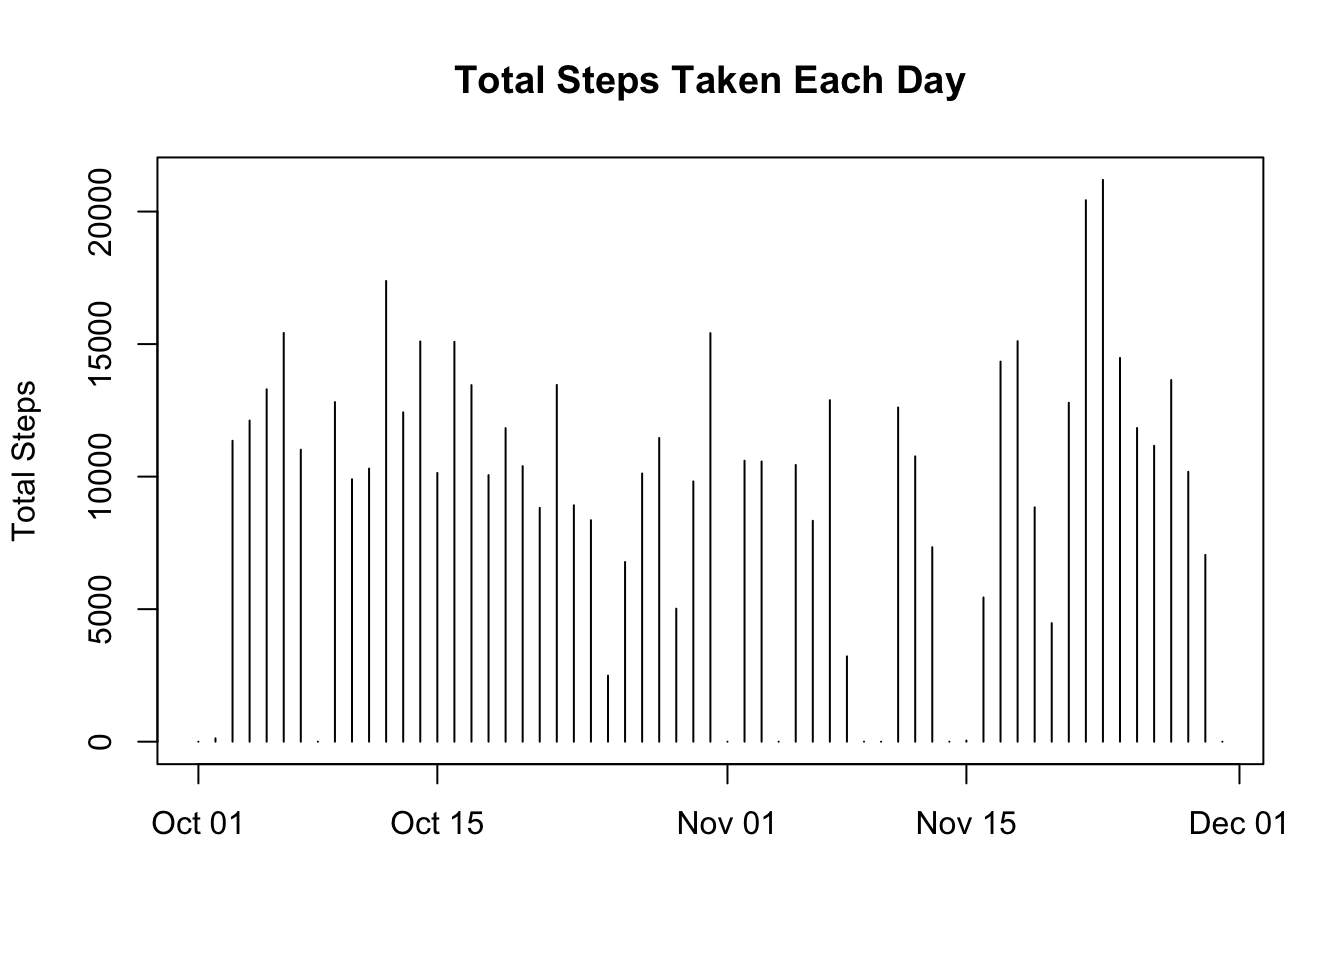 Total Steps Taken Each Day
Total Steps
20000
15000
10000
5000
0
Oct 01
Oct 15
Nov 01
Nov 15
Dec 01